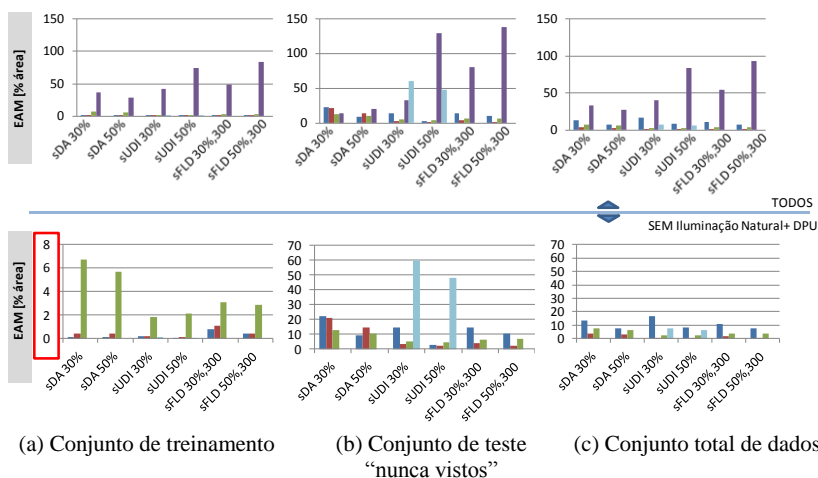 EAM [% área]
150
100
50
0
sDA 30%
sDA 50%
sUDI 30%
sUDI 50%
sFLD 30%,300
sFLD 50%,300
150
100
50
0
sDA 30%
sDA 50%
sUDI 30%
sUDI 50%
sFLD 30%,300
sFLD 50%,300
150
100
50
0
sDA 30%
sDA 50%
sUDI 30%
sUDI 50%
sFLD 30%,300
sFLD 50%,300
TODOS
SEM Iluminação Natural+ DPU
EAM [% área]
8
6
4
2
0
sDA 30%
sDA 50%
sUDI 30%
sUDI 50%
sFLD 30%,300
sFLD 50%,300
70
60
50
40
30
20
10
0
sDA 30%
sDA 50%
sUDI 30%
sUDI 50%
sFLD 30%,300
sFLD 50%,300
70
60
50
40
30
20
10
0
sDA 30%
sDA 50%
sUDI 30%
sUDI 50%
sFLD 30%,300
sFLD 50%,300
(a) Conjunto de treinamento
(b) Conjunto de teste
“nunca vistos”
(c) Conjunto total de dados